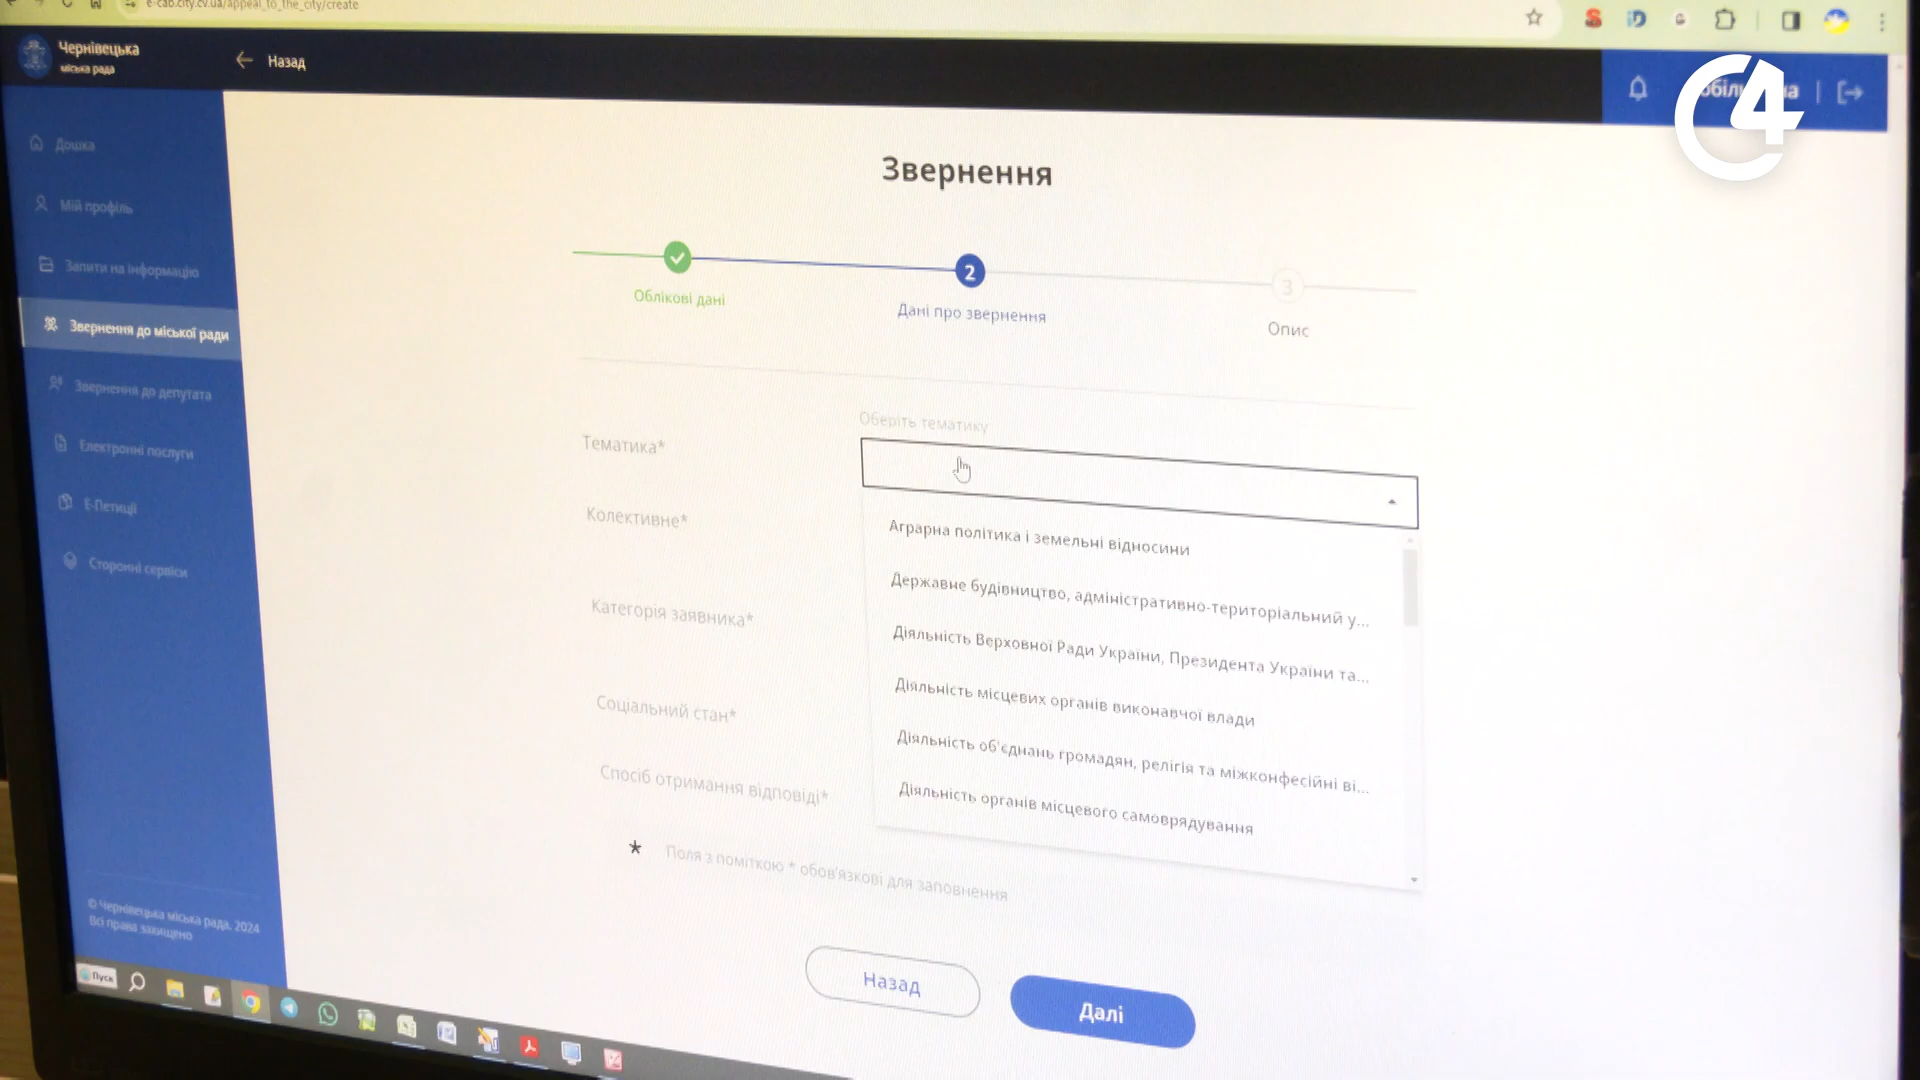 e-cab.city.cv.ua/appeal_to_the_city/create
Чернівецька
міська рада
Назад
4
Дошка
Мій профіль
Запити на інформацію
Звернення до міської ради
Звернення до депутата
Електронні послуги
Е-Петиції
Сторонні сервіси
© Чернівецька міська рада, 2024
Всі права захищено
Звернення
2
3
Облікові дані
Дані про звернення
Опис
Оберіть тематику
Тематика*
Колективне*
Категорія заявника*
Соціальний стан*
Спосіб отримання відповіді*
Аграрна політика і земельні відносини
Державне будівництво, адміністративно-територіальний у...
Діяльність Верховної Ради України, Президента України та...
Діяльність місцевих органів виконавчої влади
Діяльність об'єднань громадян, релігія та міжконфесійні ві...
Діяльність органів місцевого самоврядування
* Поля з поміткою * обов'язкові для заповнення
Назад
Далі
Пуск